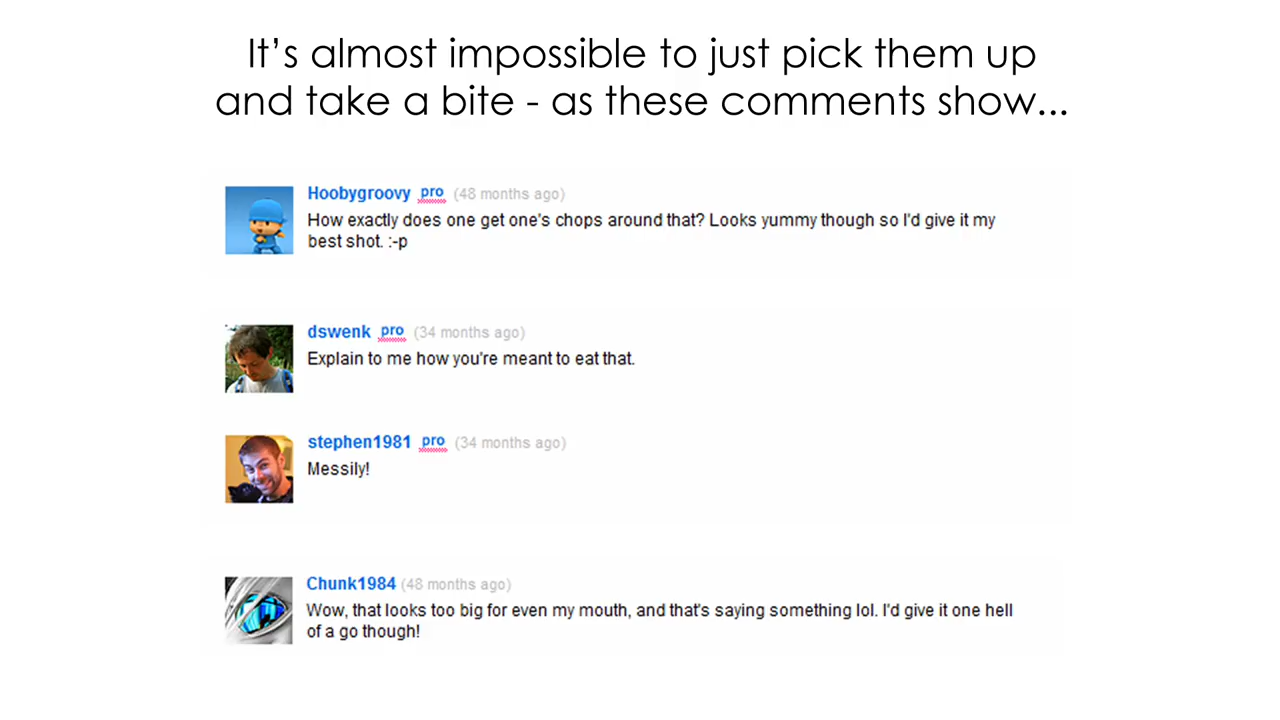 It's almost impossible to just pick them up
and take a bite - as these comments show...
Hoobygroovy pro (48 months ago)
How exactly does one get one's chops around that? Looks yummy though so I'd give it my
best shot. :-p
dswenk pro (34 months ago)
Explain to me how you're meant to eat that.
stephen1981 pro (34 months ago)
Messily!
Chunk1984 (48 months ago)
Wow, that looks too big for even my mouth, and that's saying something lol. I'd give it one hell
of a go though!